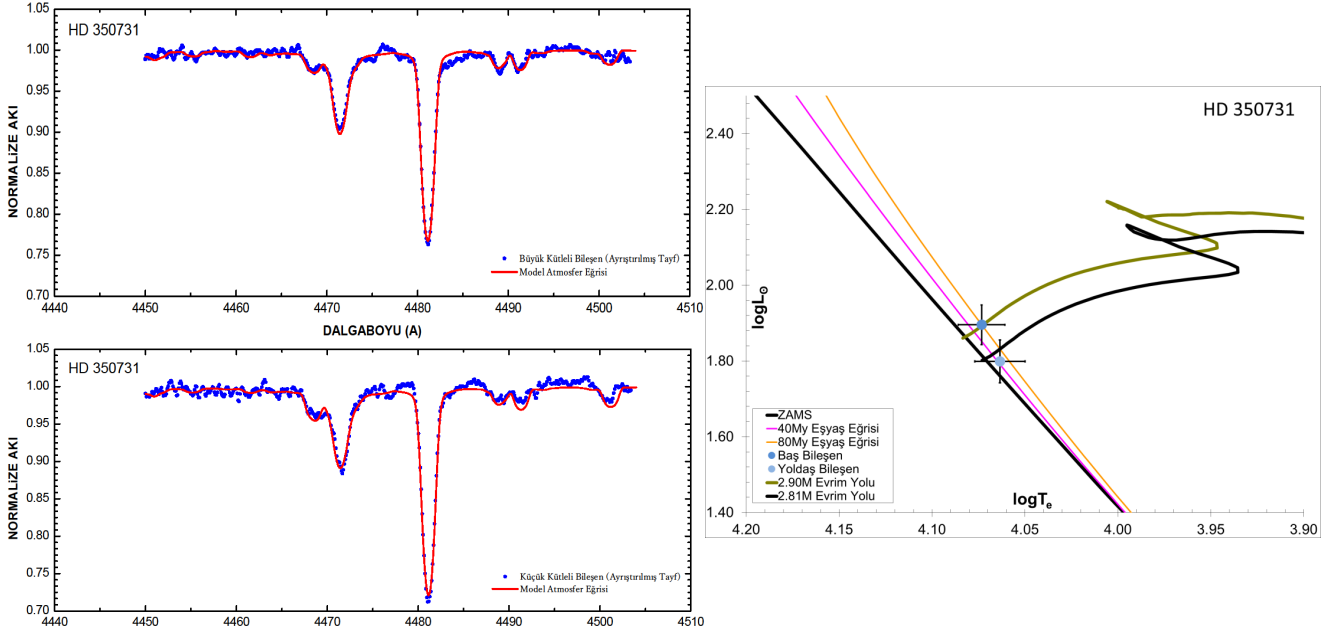 HD 350731
NORMALiZE AKI
1.05
1.00
0.95
0.90
0.85
0.80
0.75
0.70
Büyük Kütleli Bileşen (Ayrıştırılmış Tayf)
Model Atmosfer Eğrisi
4440 4450 4460 4470 4480 4490 4500 4510
DALGABOYU (A)
HD 350731
NORMALiZE AKI
1.05
1.00
0.95
0.90
0.85
0.80
0.75
0.70
Küçük Kütleli Bileşen (Ayrıştırılmış Tayf)
Model Atmosfer Eğrisi
4440 4450 4460 4470 4480 4490 4500 4510
HD 350731
logL⊙
2.40
2.20
2.00
1.80
1.60
1.40
ZAMS
40My Eşyaş Eğrisi
80My Eşyaş Eğrisi
Baş Bileşen
Yoldaş Bileşen
2.90M Evrim Yolu
2.81M Evrim Yolu
logTe
4.20 4.15 4.10 4.05 4.00 3.95 3.90